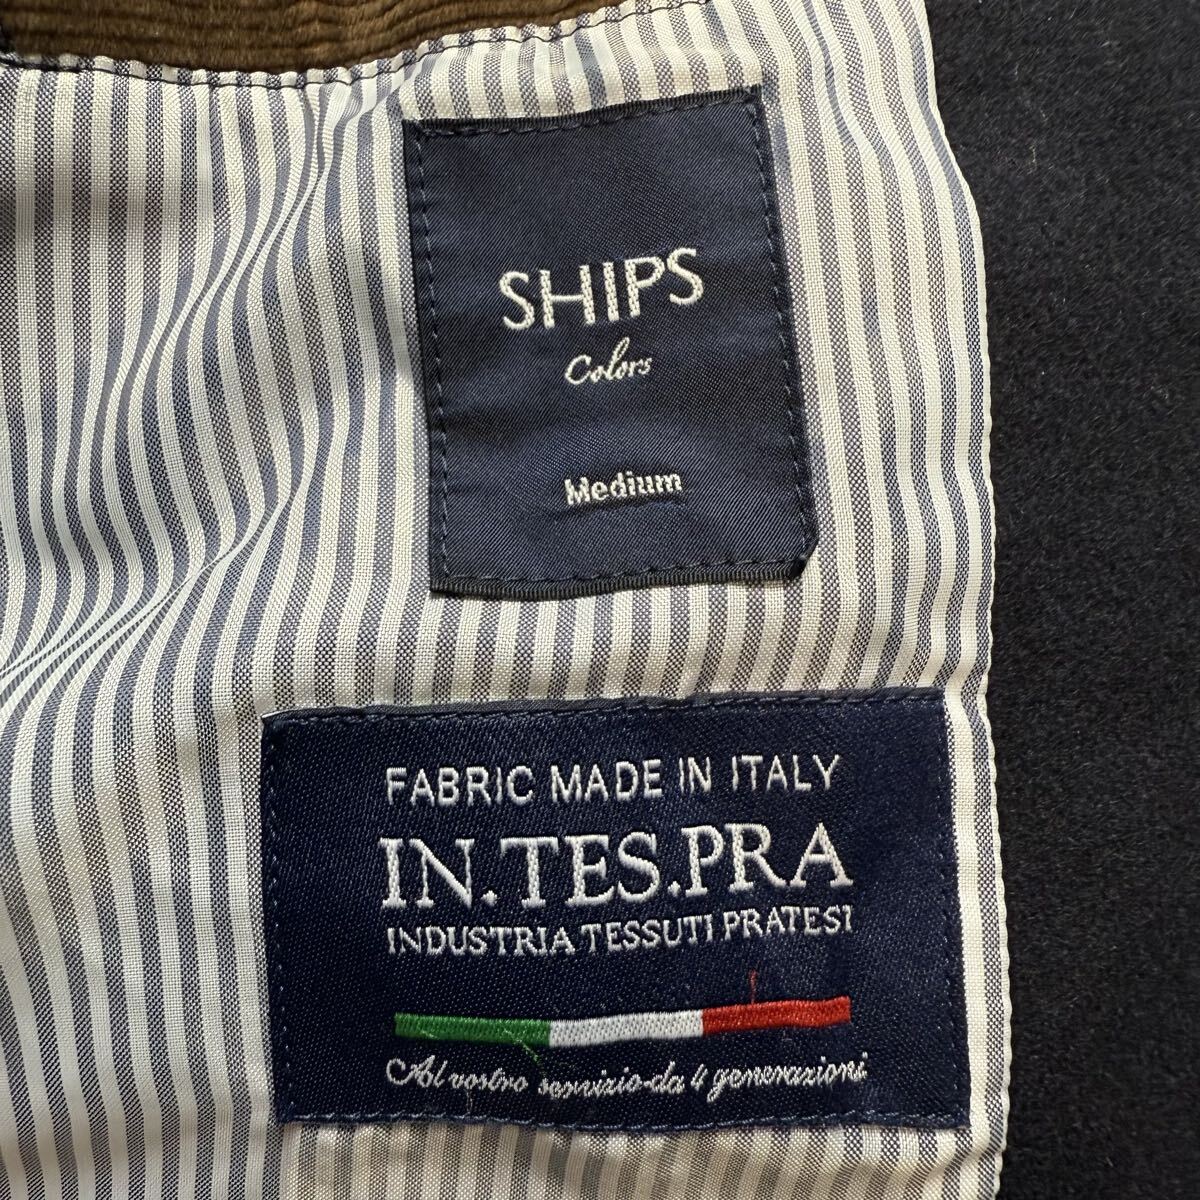 SHIPS
Colors
Medium
FABRIC MADE IN ITALY
IN.TES.PRA
INDUSTRIA TESSUTI PRATESI
Al vostro servizio da 4 generazioni